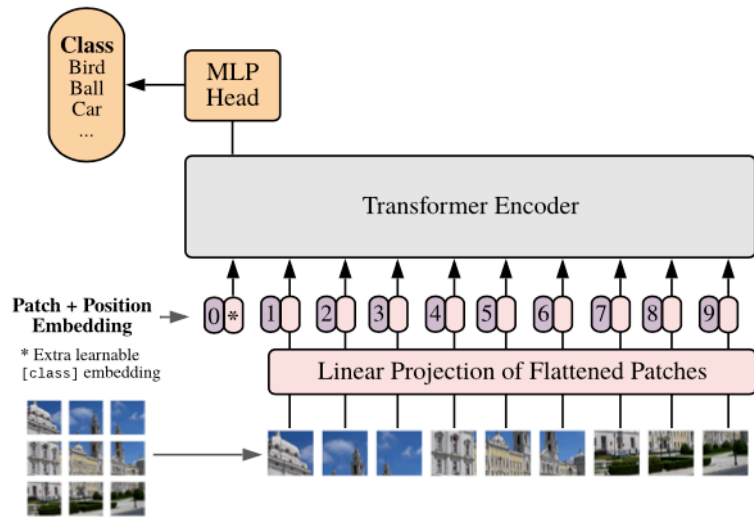 Class
Bird
Ball
Car
...
MLP
Head
Transformer Encoder
Patch + Position
Embedding
0 * 1 2 3 4 5 6 7 8 9
* Extra learnable
[class] embedding
Linear Projection of Flattened Patches